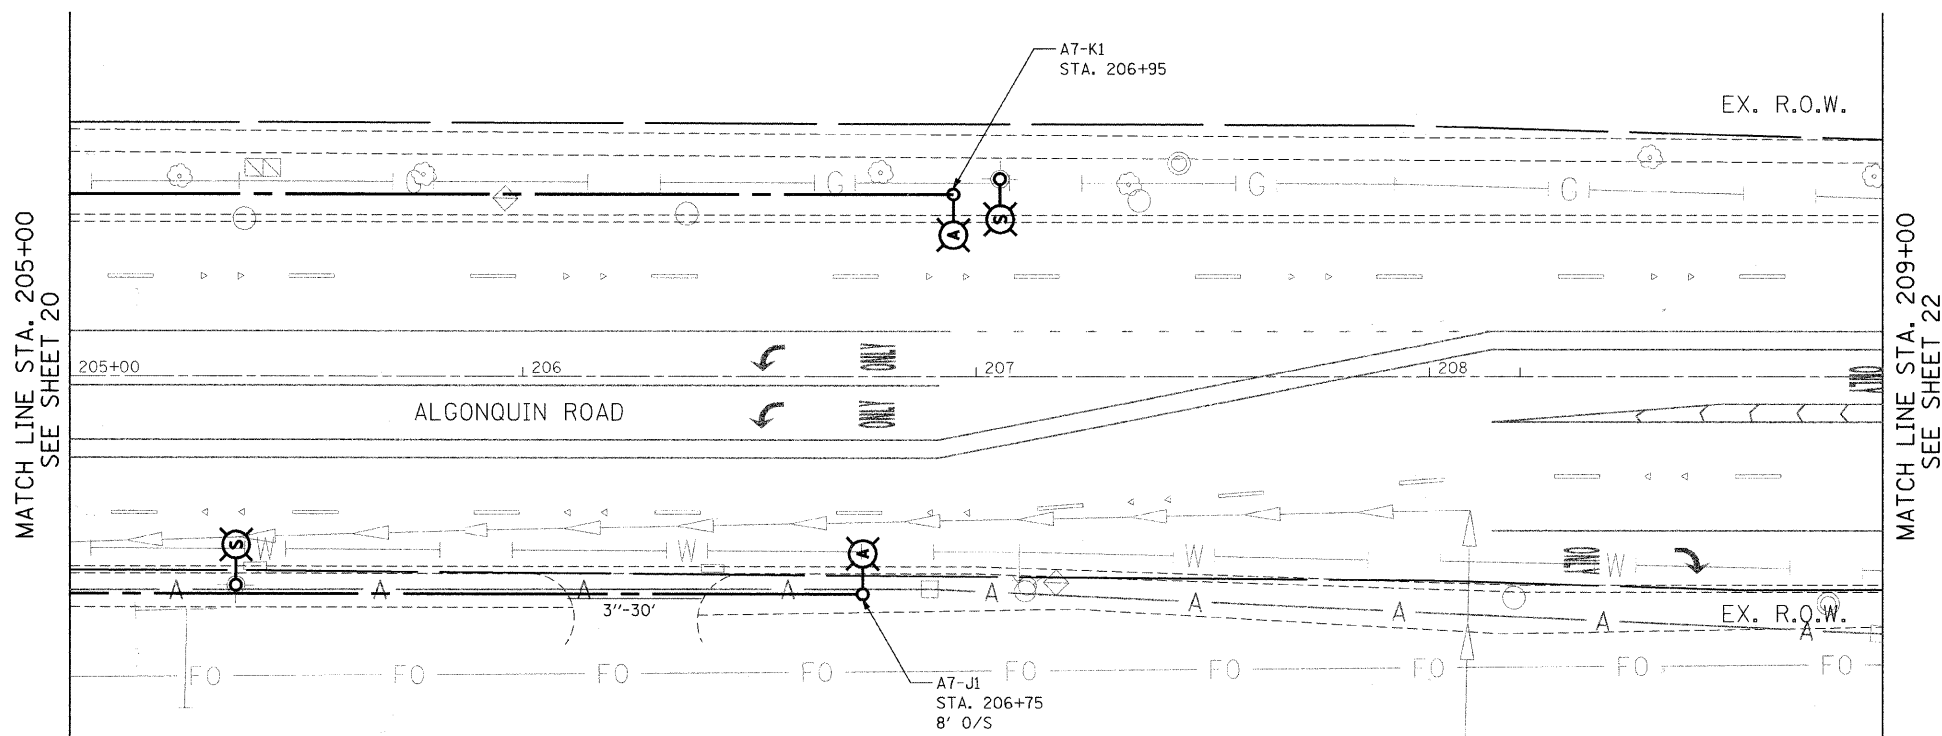 A7-K1
STA. 206+95
EX. R.O.W.
G
G
G
G
A
S
MATCH LINE STA. 205+00
SEE SHEET 20
MATCH LINE STA. 209+00
SEE SHEET 22
ONLY
205+00
206
207
208
ONLY
ALGONQUIN ROAD
ONLY
S
W
W
A
W
ONLY
W
A
A
A
A
A
A
A
A
A
3"-30'
EX. R.O.W.
FO
FO
FO
FO
FO
FO
FO
FO
FO
A7-J1
STA. 206+75
8' O/S